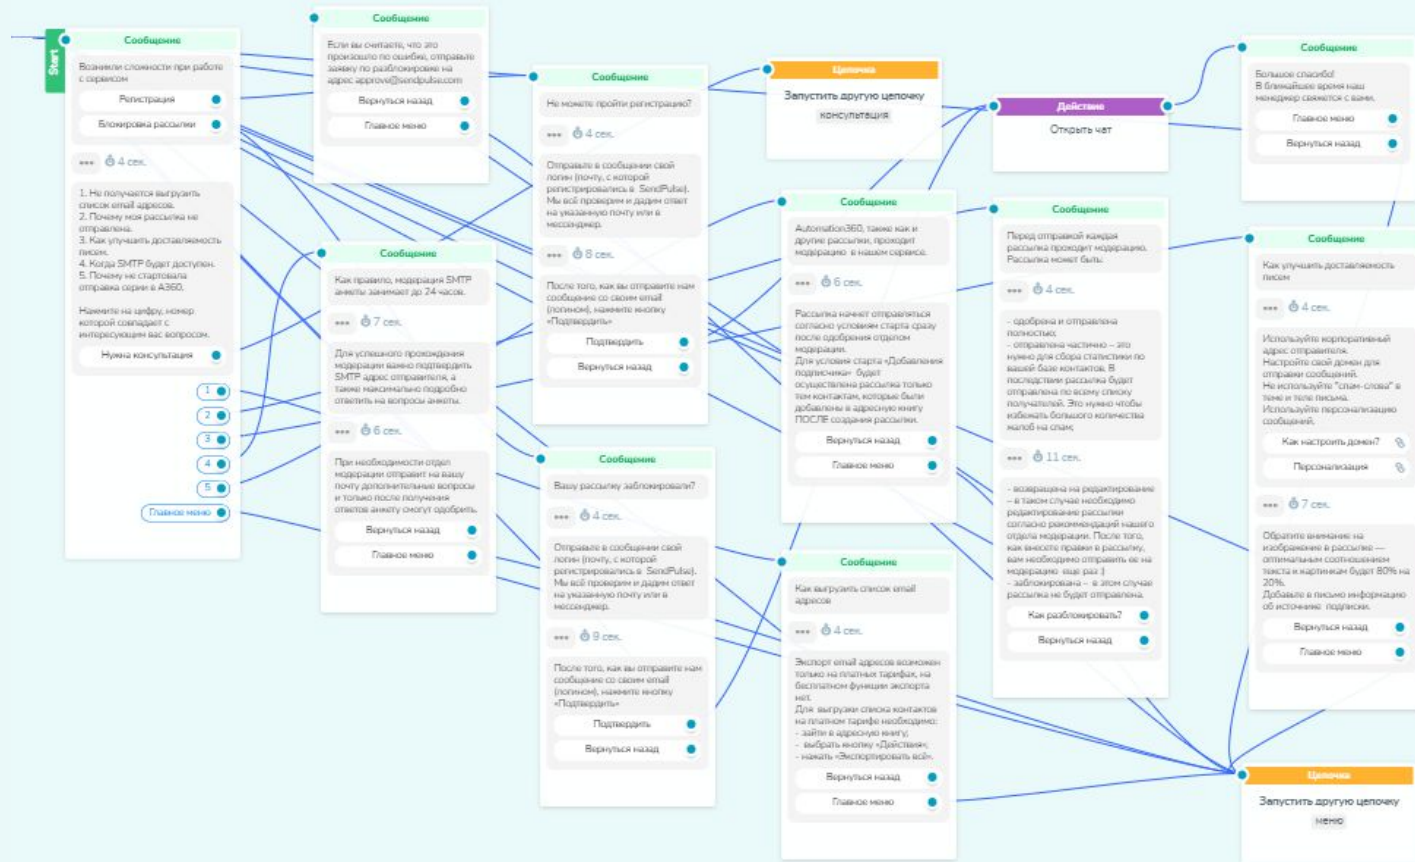 Start
Сообщение
Возникли сложности при работе
с сервисом
Регистрация
Блокировка рассылки
4 сек.
1. Не получается выгрузить
список email адресов.
2. Почему моя рассылка не
отправлена.
3. Как улучшить доставляемость
писем.
4. Когда SMTP будет доступен.
5. Почему не стартовала
отправка серии в А360.
Нажмите на цифру, номер
которой совпадает с
интересующим вас вопросом.
Нужна консультация
1
2
3
4
5
Главное меню
Сообщение
Если вы считаете, что это
произошло по ошибке, отправьте
заявку по разблокировке на
адрес approve@sendpulse.com
Вернуться назад
Главное меню
Сообщение
Как правило, модерация SMTP
анкеты занимает до 24 часов.
7 сек.
Для успешного прохождения
модерации важно подтвердить
SMTP адрес отправителя, а
также максимально подробно
ответить на вопросы анкеты.
6 сек.
При необходимости отдел
модерации отправит на вашу
почту дополнительные вопросы
и только после получения
ответов анкету смогут одобрить.
Вернуться назад
Главное меню
Сообщение
Не можете пройти регистрацию?
4 сек.
Отправьте в сообщении свой
логин (почту, с которой
регистрировались в SendPulse).
Мы всё проверим и дадим ответ
на указанную почту или в
мессенджер.
8 сек.
После того, как вы отправите нам
сообщение со своим email
(логином), нажмите кнопку
«Подтвердить»
Подтвердить
Вернуться назад
Сообщение
Вашу рассылку заблокировали?
4 сек.
Отправьте в сообщении свой
логин (почту, с которой
регистрировались в SendPulse).
Мы всё проверим и дадим ответ
на указанную почту или в
мессенджер.
9 сек.
После того, как вы отправите нам
сообщение со своим email
(логином), нажмите кнопку
«Подтвердить»
Подтвердить
Вернуться назад
Цепочка
Запустить другую цепочку
консультация
Сообщение
Automation360, также как и
другие рассылки, проходит
модерацию в нашем сервисе.
6 сек.
Рассылка начнет отправляться
согласно условиям старта сразу
после одобрения отделом
модерации.
Для условия старта «Добавления
подписчика» будет
осуществлена рассылка только
тем контактам, которые были
добавлены в адресную книгу
ПОСЛЕ создания рассылки.
Вернуться назад
Главное меню
Сообщение
Как выгрузить список email
адресов
4 сек.
Экспорт email адресов возможен
только на платных тарифах, на
бесплатном функции экспорта
нет.
Для выгрузки списка контактов
на платном тарифе необходимо:
- зайти в адресную книгу;
- выбрать кнопку «Действия»;
- нажать «Экспортировать всё».
Вернуться назад
Главное меню
Действие
Открыть чат
Сообщение
Перед отправкой каждая
рассылка проходит модерацию.
Рассылка может быть:
4 сек.
- одобрена и отправлена
полностью;
- отправлена частично – это
нужно для сбора статистики по
вашей базе контактов. В
последствии рассылка будет
отправлена по всему списку
получателей. Это нужно чтобы
избежать большого количества
жалоб на спам;
11 сек.
- возвращена на редактирование
– в таком случае необходимо
редактирование рассылки
согласно рекомендаций нашего
отдела модерации. После того,
как внесете правки в рассылку,
вам необходимо отправить ее на
модерацию еще раз :)
- заблокирована – в этом случае
рассылка не будет отправлена.
Как разблокировать?
Вернуться назад
Сообщение
Большое спасибо!
В ближайшее время наш
менеджер свяжется с вами.
Главное меню
Вернуться назад
Сообщение
Как улучшить доставляемость
писем
4 сек.
Используйте корпоративный
адрес отправителя.
Настройте свой домен для
отправки сообщений.
Не используйте "спам-слова" в
теме и теле письма.
Используйте персонализацию
сообщений.
Как настроить домен?
Персонализация
7 сек.
Обратите внимание на
изображение в рассылке —
оптимальным соотношением
текста к картинкам будет 80% на
20%.
Добавьте в письмо информацию
об источнике подписки.
Вернуться назад
Главное меню
Цепочка
Запустить другую цепочку
меню